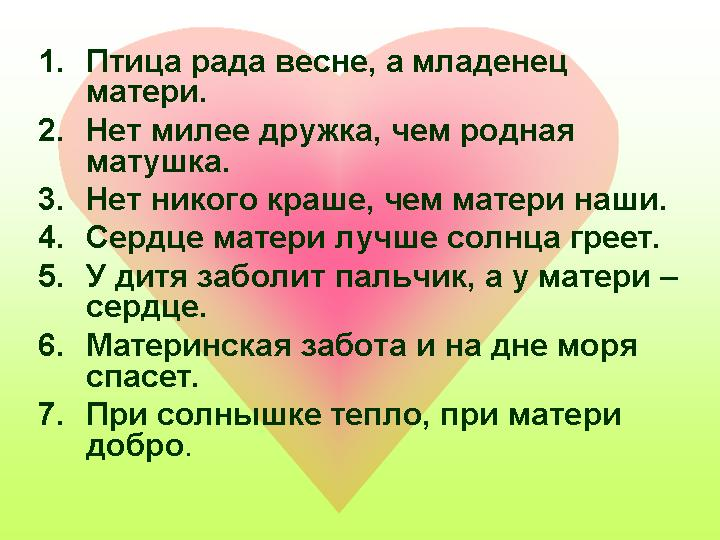 1. Птица рада весне, а младенец
матери.
2. Нет милее дружка, чем родная
матушка.
3. Нет никого краше, чем матери наши.
4. Сердце матери лучше солнца греет.
5. У дитя заболит пальчик, а у матери –
сердце.
6. Материнская забота и на дне моря
спасет.
7. При солнышке тепло, при матери
добро.